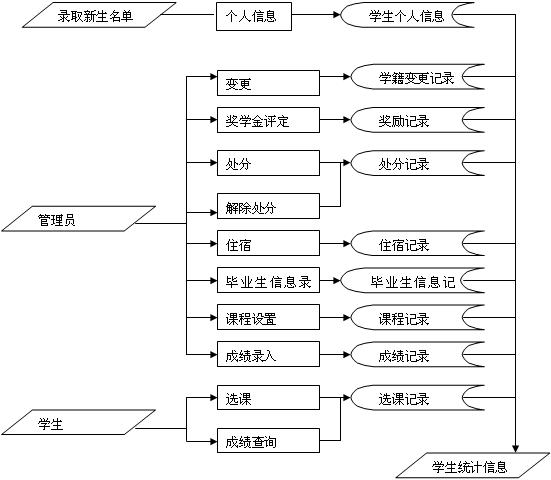 录取新生名单 个人信息 学生个人信息
变更 学籍变更记录
奖学金评定 奖励记录
处分 处分记录
解除处分
管理员
住宿 住宿记录
毕业生信息录 毕业生信息记
课程设置 课程记录
成绩录入 成绩记录
选课 选课记录
学生
成绩查询
学生统计信息